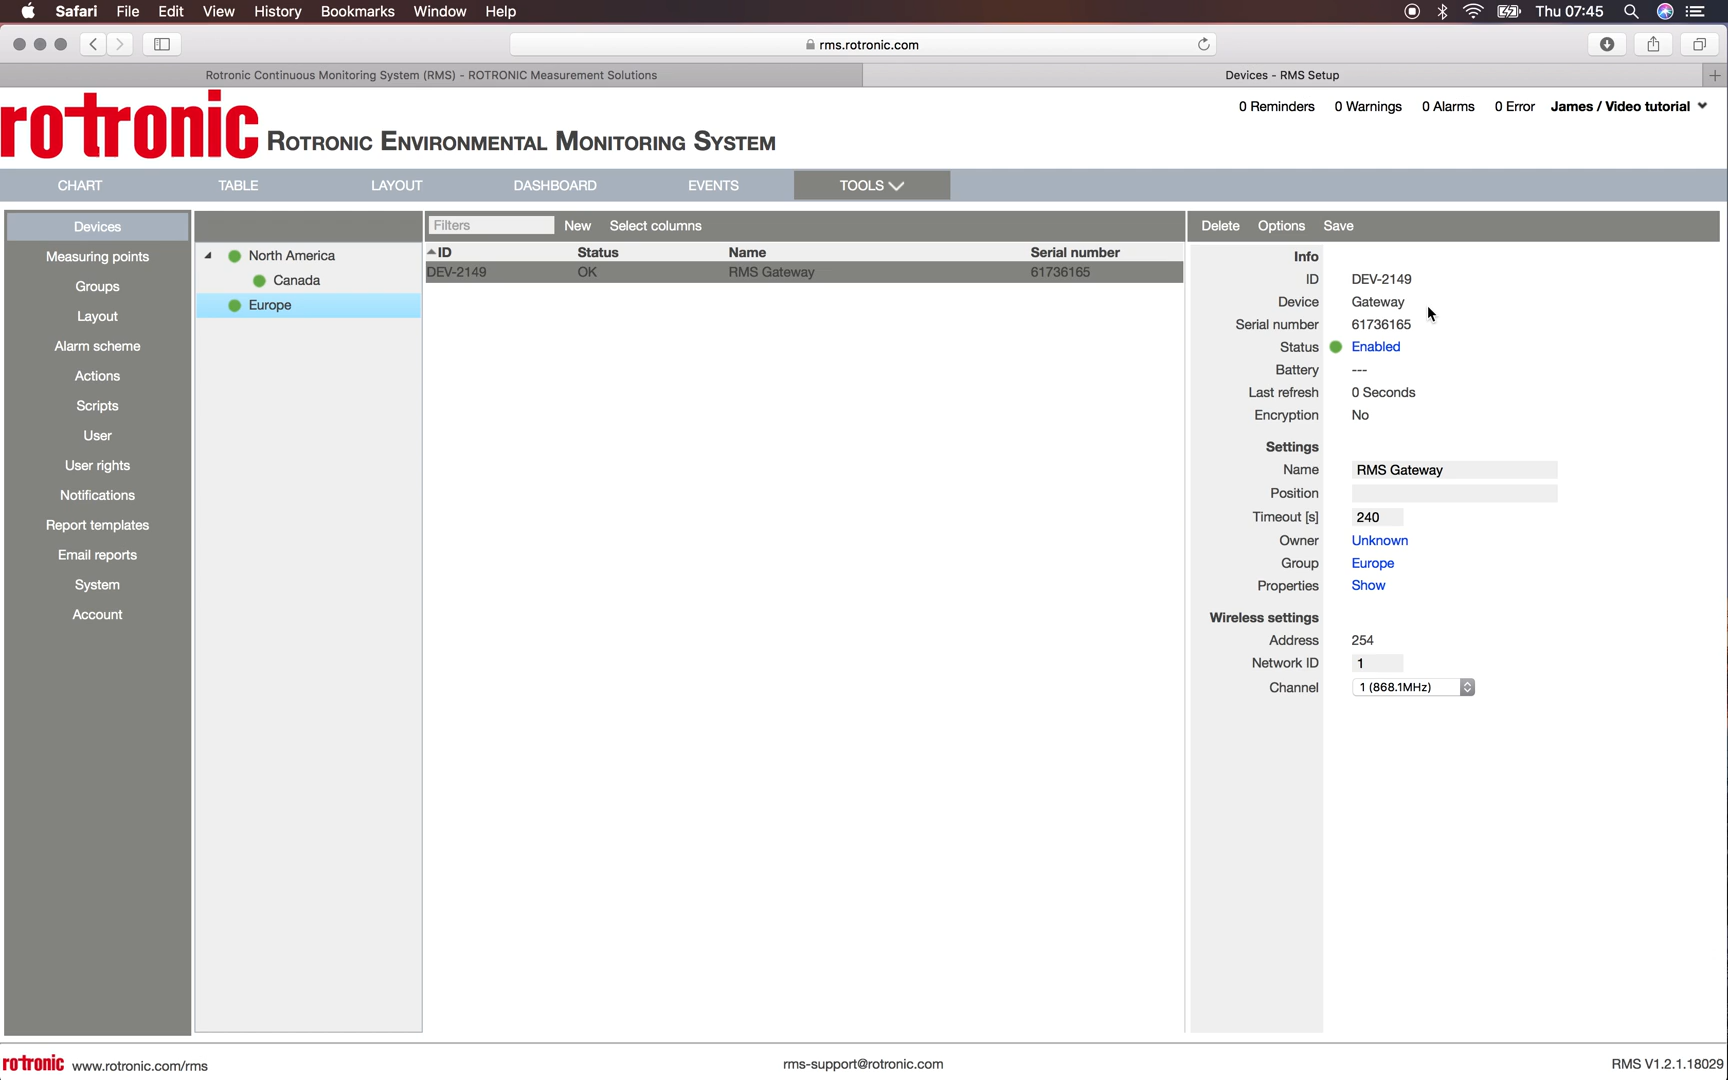 Safari File Edit View History Bookmarks Window Help Thu 07:45
rms.rotronic.com
Rotronic Continuous Monitoring System (RMS) - ROTRONIC Measurement Solutions Devices - RMS Setup
rotronic ROTRONIC ENVIRONMENTAL MONITORING SYSTEM
0 Reminders 0 Warnings 0 Alarms 0 Error James / Video tutorial
CHART TABLE LAYOUT DASHBOARD EVENTS TOOLS
Devices
Measuring points
Groups
Layout
Alarm scheme
Actions
Scripts
User
User rights
Notifications
Report templates
Email reports
System
Account
North America
Canada
Europe
Filters New Select columns
ID Status Name Serial number
DEV-2149 OK RMS Gateway 61736165
Delete Options Save
Info
ID DEV-2149
Device Gateway
Serial number 61736165
Status Enabled
Battery ---
Last refresh 0 Seconds
Encryption No
Settings
Name RMS Gateway
Position
Timeout [s] 240
Owner Unknown
Group Europe
Properties Show
Wireless settings
Address 254
Network ID 1
Channel 1 (868.1MHz)
rotronic www.rotronic.com/rms rms-support@rotronic.com RMS V1.2.1.18029